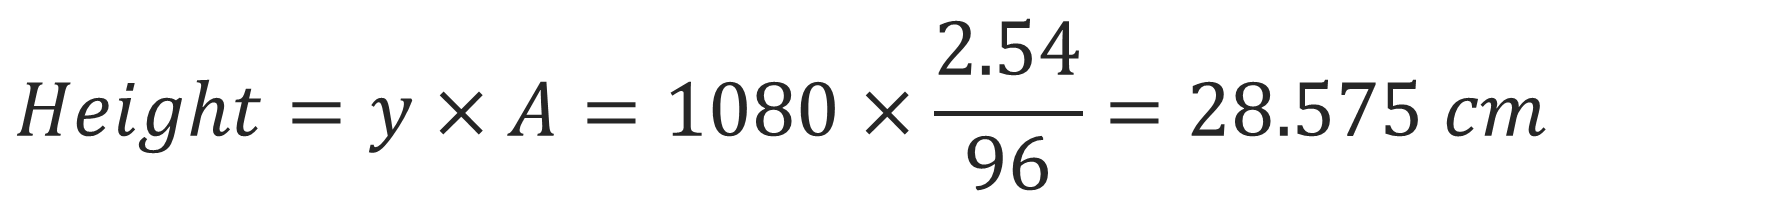 Height = y × A = 1080 × 2.54/96 = 28.575 cm